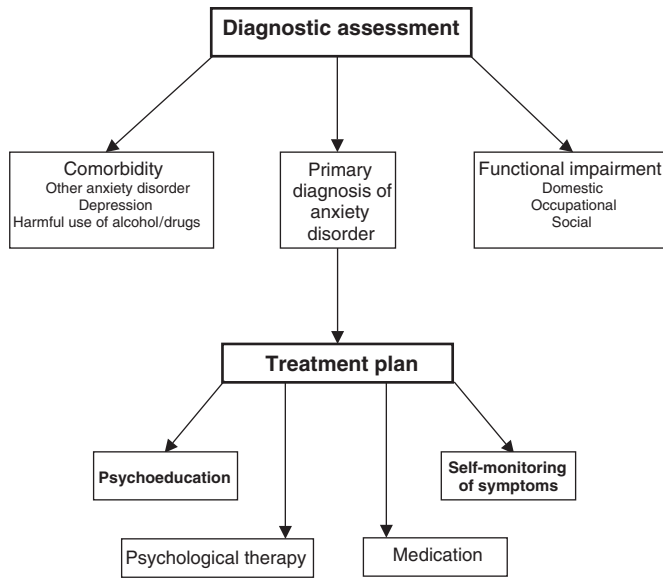 Diagnostic assessment
Comorbidity
Other anxiety disorder
Depression
Harmful use of alcohol/drugs
Primary
diagnosis of
anxiety
disorder
Functional impairment
Domestic
Occupational
Social
Treatment plan
Psychoeducation
Self-monitoring
of symptoms
Psychological therapy
Medication